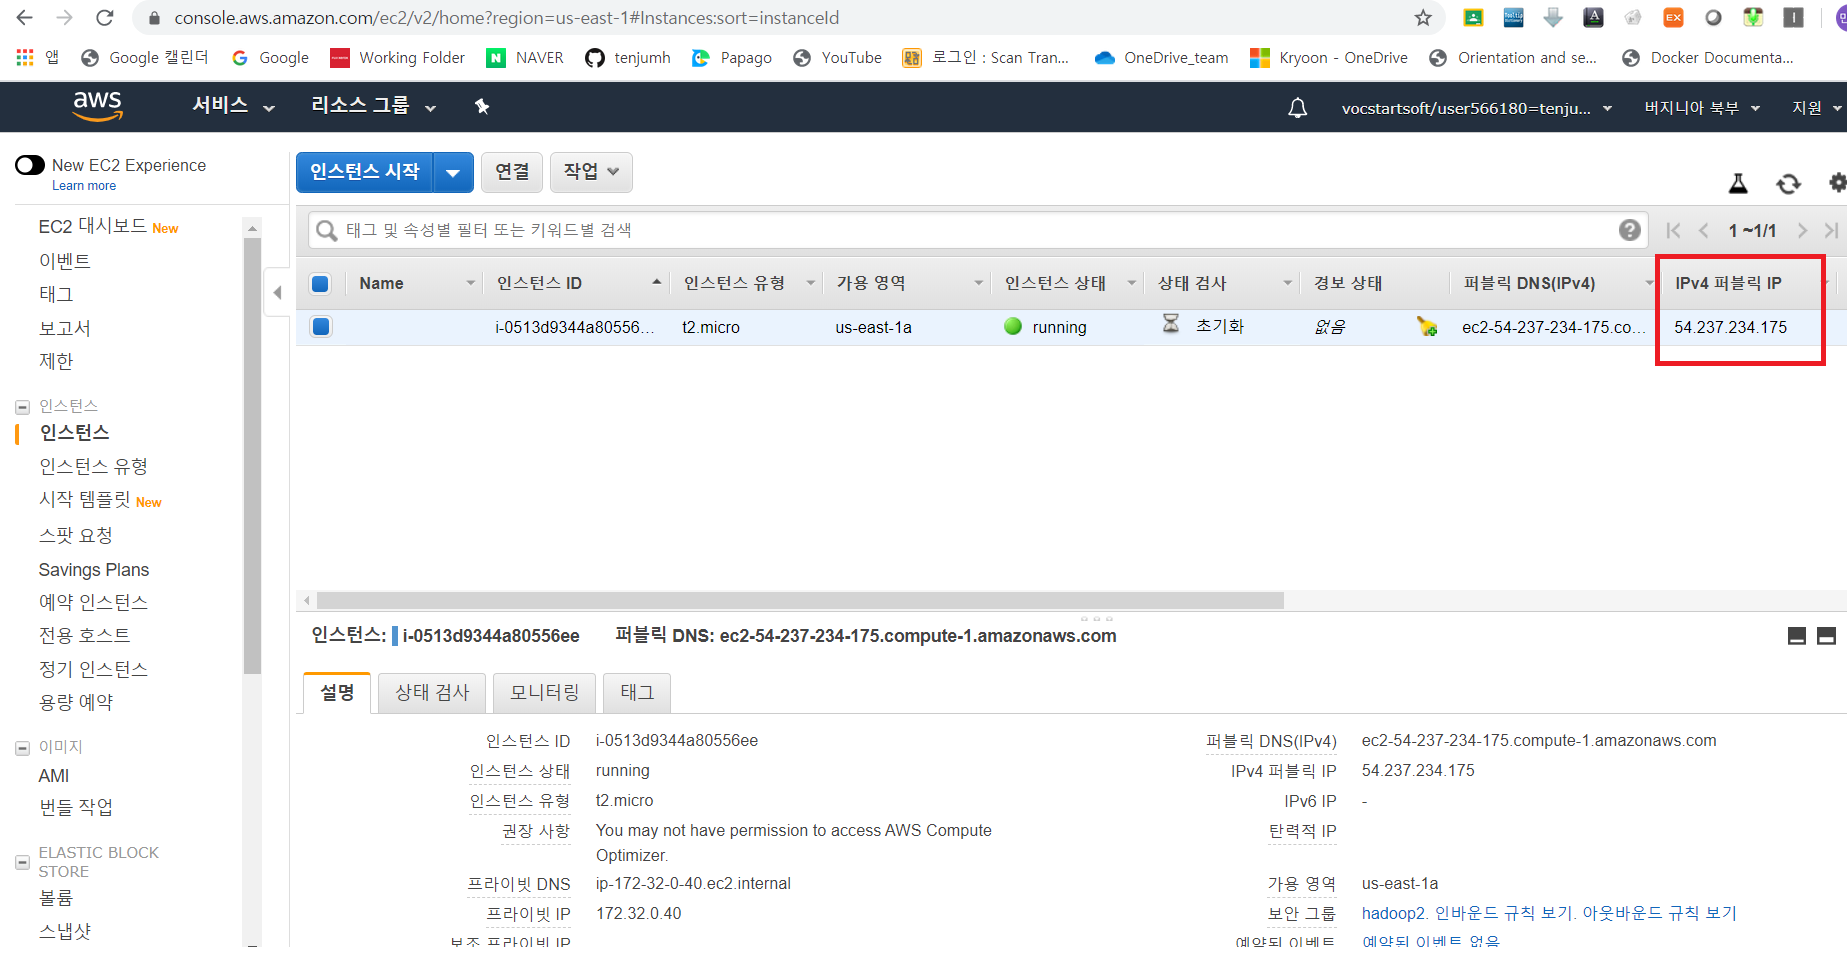 console.aws.amazon.com/ec2/v2/home?region=us-east-1#Instances:sort=instanceId
앱 Google 캘린더 Google Working Folder NAVER tenjumh Papago YouTube 로그인 : Scan Tran... OneDrive_team Kryoon - OneDrive Orientation and se... Docker Documenta...
aws 서비스 리소스 그룹 vocstartsoft/user566180=tenju... 버지니아 북부 지원
New EC2 Experience
Learn more
인스턴스 시작 연결 작업
EC2 대시보드 New
이벤트
태그
보고서
제한
인스턴스
인스턴스
인스턴스 유형
시작 템플릿 New
스팟 요청
Savings Plans
예약 인스턴스
전용 호스트
정기 인스턴스
용량 예약
이미지
AMI
번들 작업
ELASTIC BLOCK
STORE
볼륨
스냅샷
태그 및 속성별 필터 또는 키워드별 검색 1 ~1/1
Name 인스턴스 ID 인스턴스 유형 가용 영역 인스턴스 상태 상태 검사 경보 상태 퍼블릭 DNS(IPv4) IPv4 퍼블릭 IP
i-0513d9344a80556... t2.micro us-east-1a running 초기화 없음 ec2-54-237-234-175.co... 54.237.234.175
인스턴스: i-0513d9344a80556ee 퍼블릭 DNS: ec2-54-237-234-175.compute-1.amazonaws.com
설명 상태 검사 모니터링 태그
인스턴스 ID i-0513d9344a80556ee
인스턴스 상태 running
인스턴스 유형 t2.micro
권장 사항 You may not have permission to access AWS Compute
Optimizer.
프라이빗 DNS ip-172-32-0-40.ec2.internal
프라이빗 IP 172.32.0.40
보조 프라이빗 IP
퍼블릭 DNS(IPv4) ec2-54-237-234-175.compute-1.amazonaws.com
IPv4 퍼블릭 IP 54.237.234.175
IPv6 IP -
탄력적 IP
가용 영역 us-east-1a
보안 그룹 hadoop2. 인바운드 규칙 보기. 아웃바운드 규칙 보기
예약된 이벤트 예약된 이벤트 없음